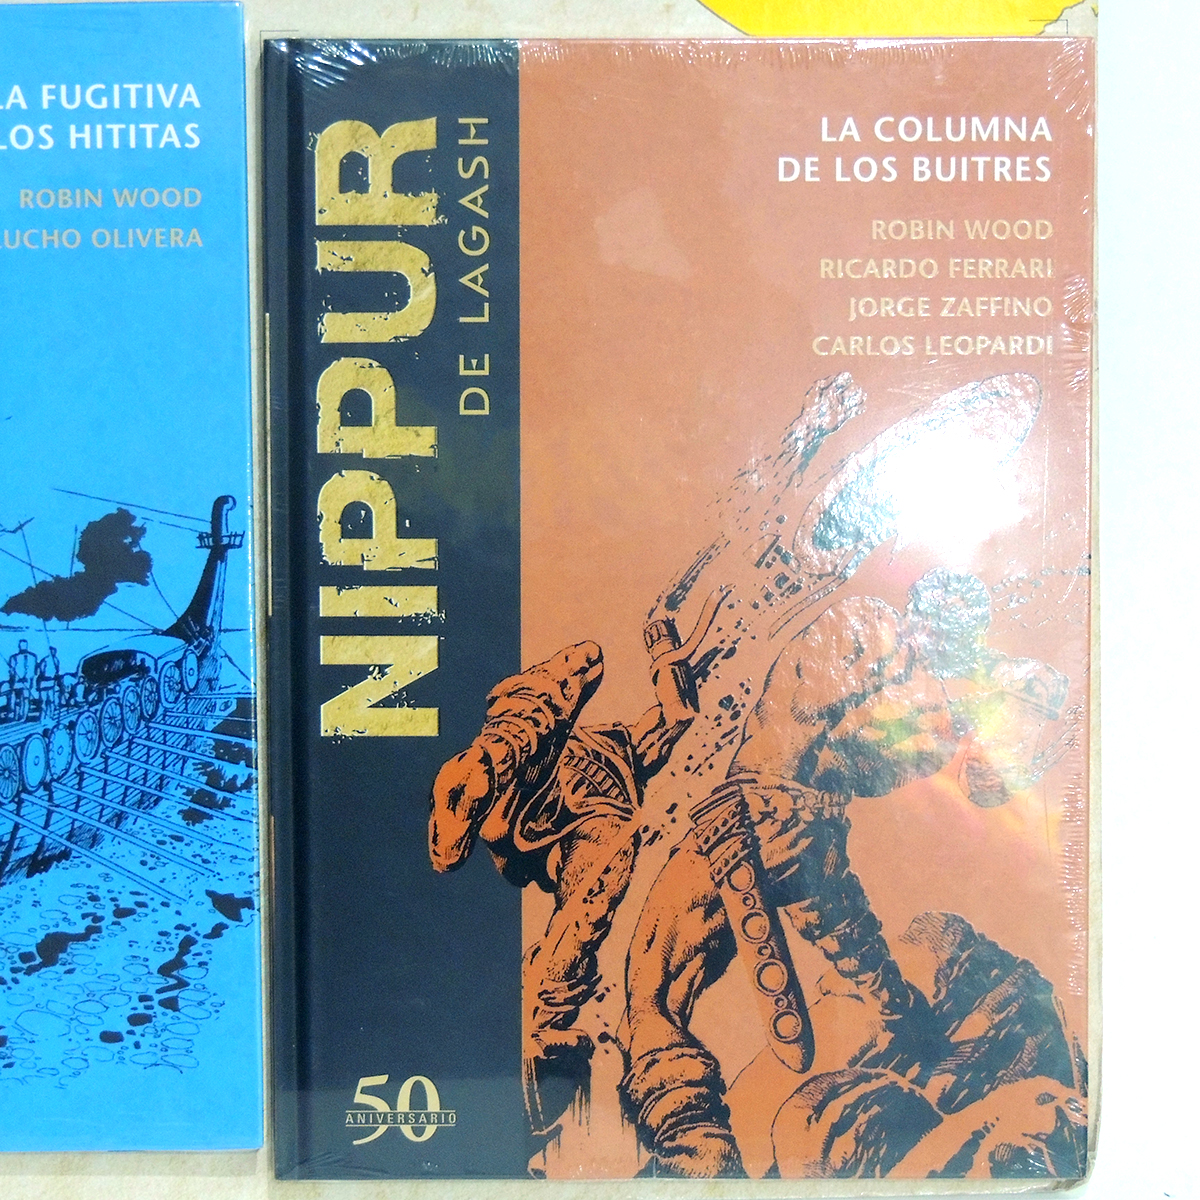 LA FUGITIVA
LOS HITITAS
ROBIN WOOD
LUCHO OLIVERA
NIPPUR
DE LAGASH
LA COLUMNA
DE LOS BUITRES
ROBIN WOOD
RICARDO FERRARI
JORGE ZAFFINO
CARLOS LEOPARDI
50
ANIVERSARIO